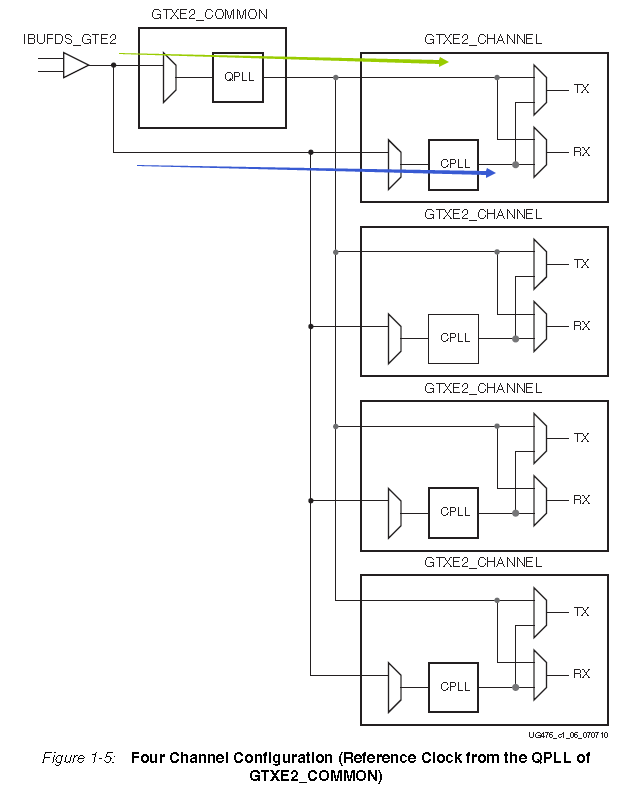 GTXE2_COMMON
IBUFDS_GTE2
QPLL
GTXE2_CHANNEL
TX
RX
CPLL
GTXE2_CHANNEL
TX
RX
CPLL
GTXE2_CHANNEL
TX
RX
CPLL
GTXE2_CHANNEL
TX
RX
CPLL
UG476_c1_06_070710
Figure 1-5: Four Channel Configuration (Reference Clock from the QPLL of
GTXE2_COMMON)